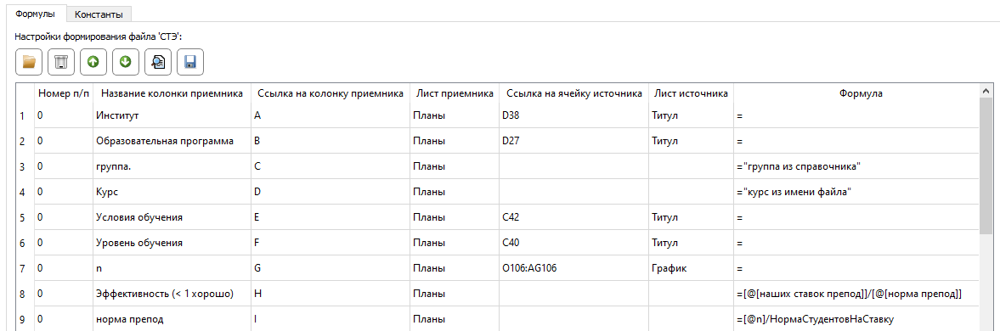 Формулы Константы
Настройки формирования файла 'СТЭ':
Номер п/п Название колонки приемника Ссылка на колонку приемника Лист приемника Ссылка на ячейку источника Лист источника Формула
1 0 Институт A Планы D38 Титул =
2 0 Образовательная программа B Планы D27 Титул =
3 0 группа. C Планы ="группа из справочника"
4 0 Курс D Планы ="курс из имени файла"
5 0 Условия обучения E Планы C42 Титул =
6 0 Уровень обучения F Планы C40 Титул =
7 0 n G Планы O106:AG106 График =
8 0 Эффективность (< 1 хорошо) H Планы =[@[наших ставок препод]]/[@[норма препод]]
9 0 норма препод I Планы =[@n]/НормаСтудентовНаСтавку